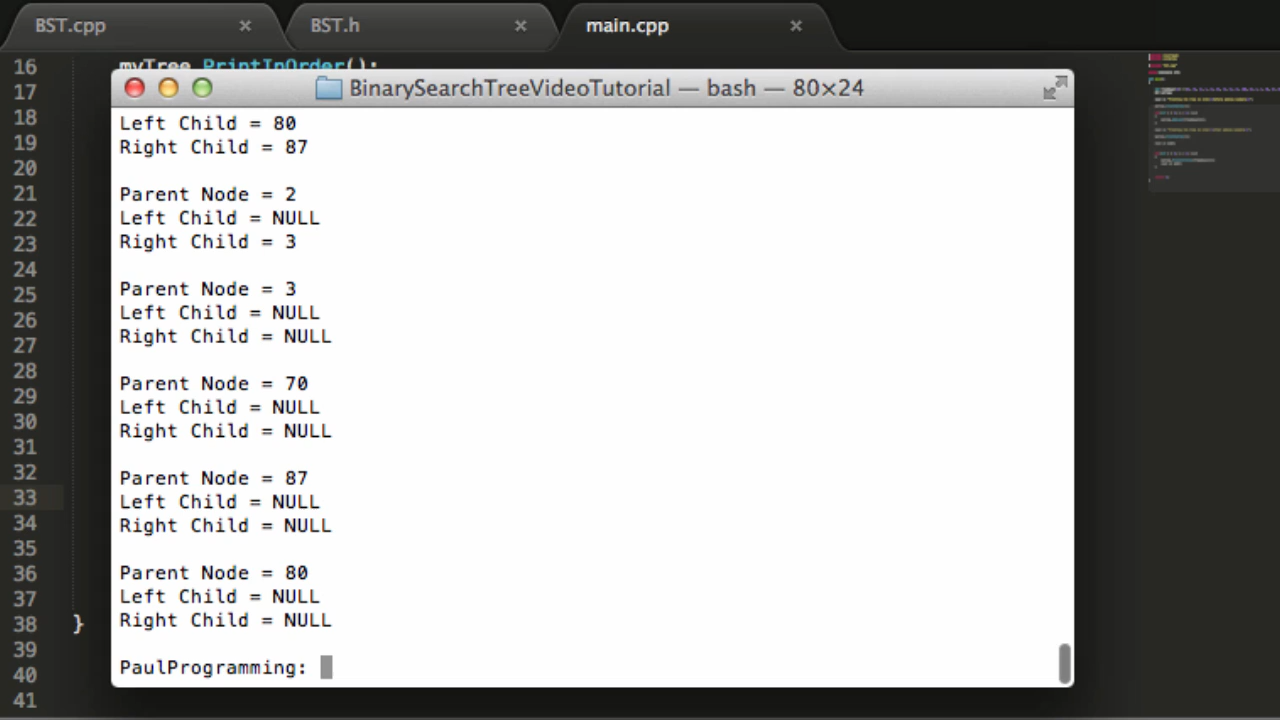 BST.cpp × BST.h × main.cpp ×
16 myTree.PrintInOrder();
BinarySearchTreeVideoTutorial — bash — 80×24
17
18 Left Child = 80
19 Right Child = 87
20
21 Parent Node = 2
22 Left Child = NULL
23 Right Child = 3
24
25 Parent Node = 3
26 Left Child = NULL
27 Right Child = NULL
28
29 Parent Node = 70
30 Left Child = NULL
31 Right Child = NULL
32 Parent Node = 87
33 Left Child = NULL
34 Right Child = NULL
35
36 Parent Node = 80
37 Left Child = NULL
38 } Right Child = NULL
39
40 PaulProgramming:
41